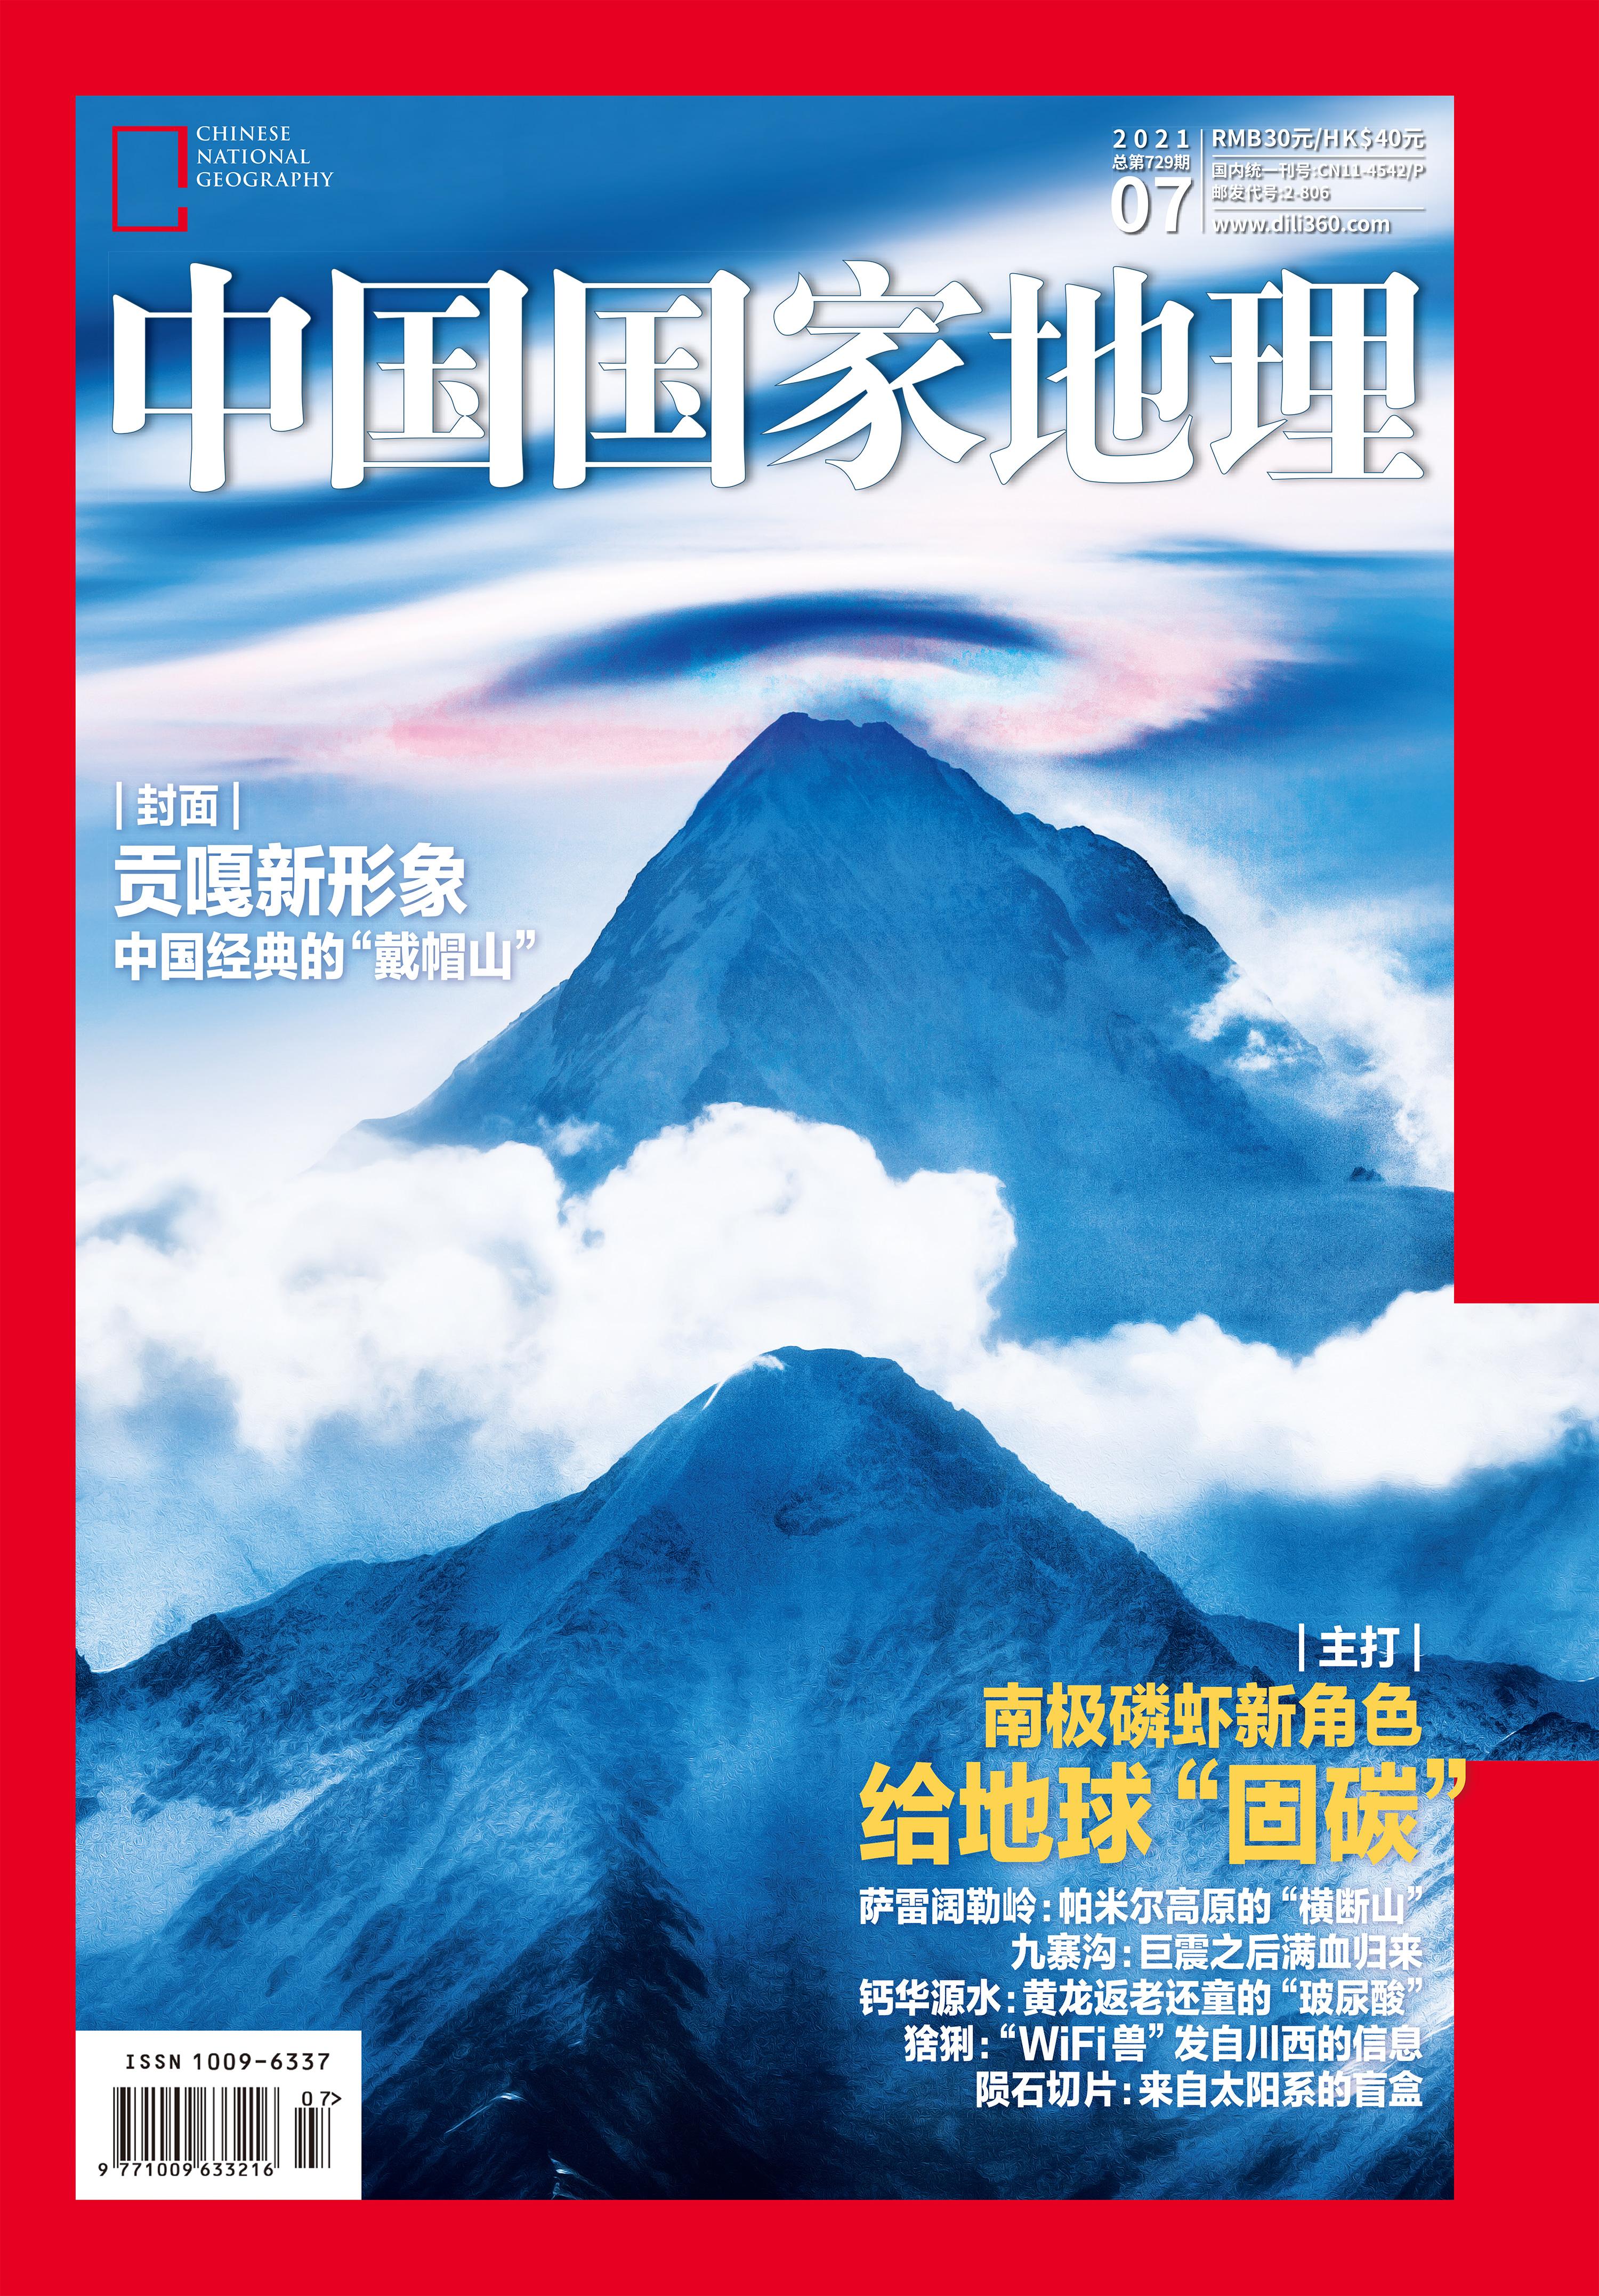 CHINESE
NATIONAL
GEOGRAPHY
2021
总第729期
07
RMB30元/HK$40元
国内统一刊号:CN11-4542/P
邮发代号:2-806
www.dili360.com
中国国家地理
|封面|
贡嘎新形象
中国经典的“戴帽山”
|主打|
南极磷虾新角色
给地球“固碳”
萨雷阔勒岭:帕米尔高原的“横断山”
九寨沟:巨震之后满血归来
钙华源水:黄龙返老还童的“玻尿酸”
猞猁:“WiFi兽”发自川西的信息
陨石切片:来自太阳系的盲盒
ISSN 1009-6337
07>
9 771009 633216